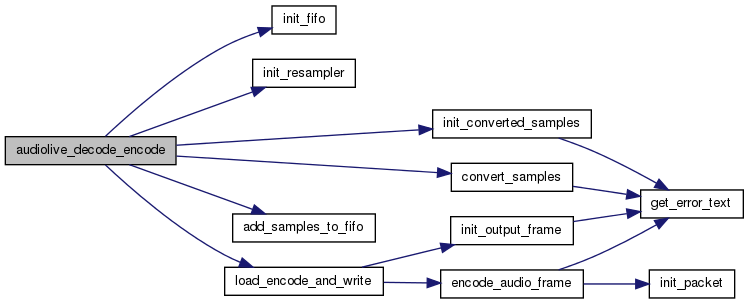 init_fifo
init_resampler
init_converted_samples
audiolive_decode_encode
convert_samples
get_error_text
add_samples_to_fifo
init_output_frame
load_encode_and_write
encode_audio_frame
init_packet